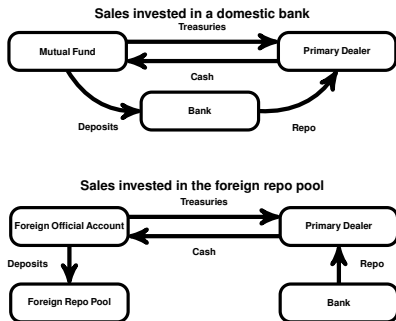 Sales invested in a domestic bank
Treasuries
Mutual Fund
Primary Dealer
Cash
Bank
Deposits
Repo
Sales invested in the foreign repo pool
Treasuries
Foreign Official Account
Primary Dealer
Cash
Deposits
Repo
Foreign Repo Pool
Bank